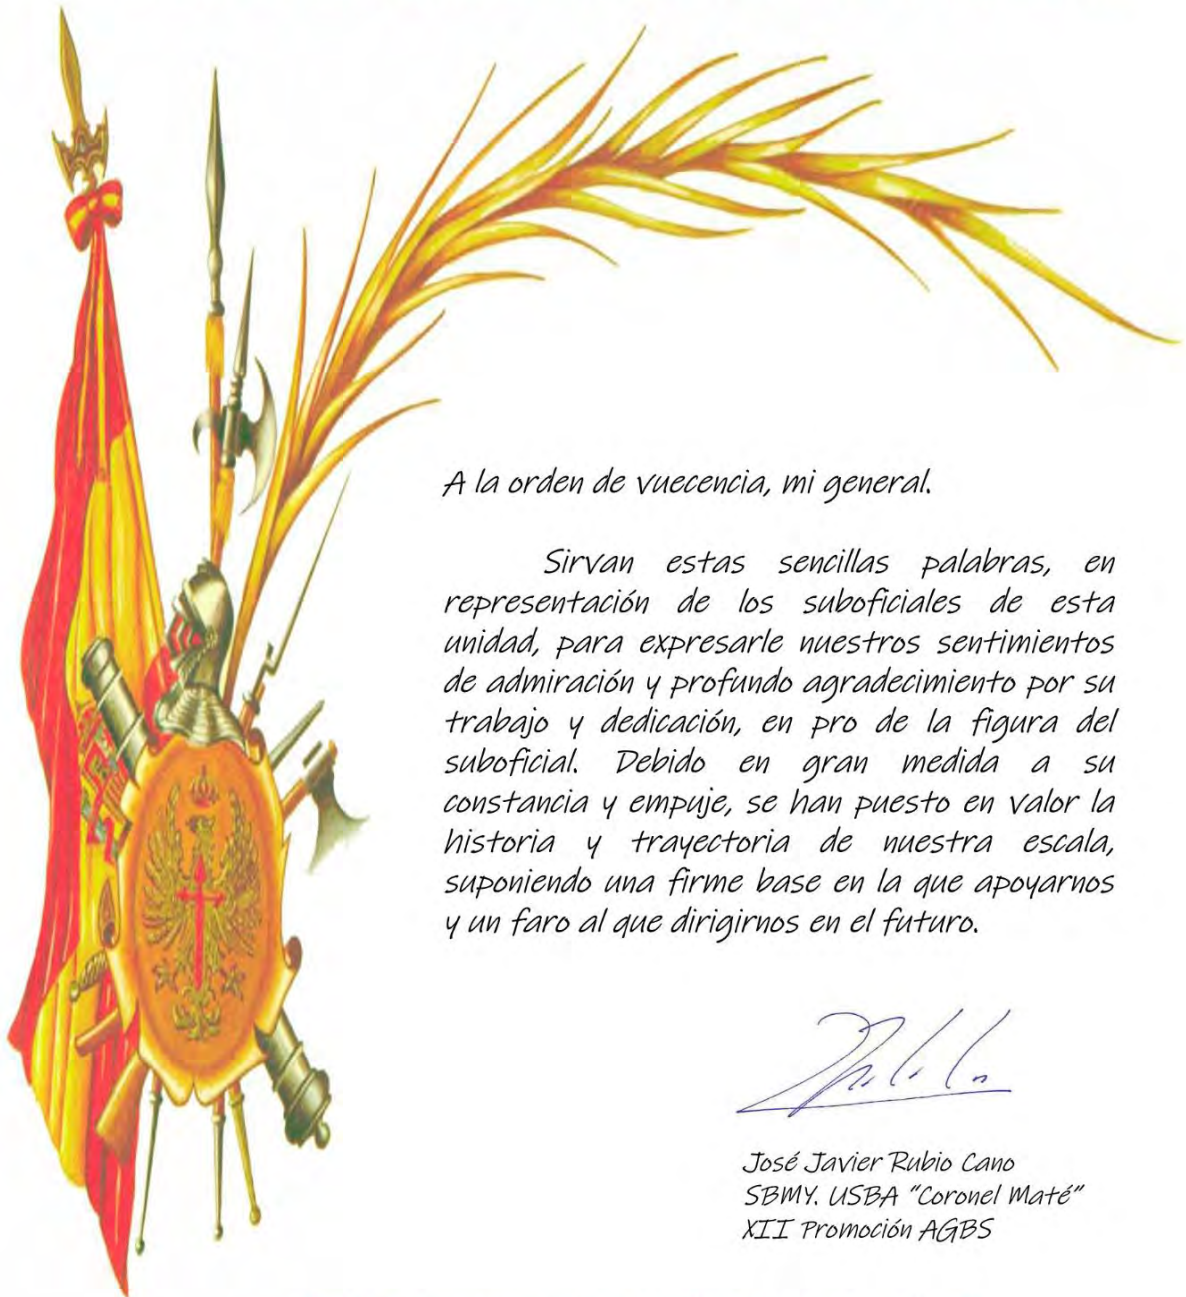 A la orden de vuecencia, mi general.
Sirvan estas sencillas palabras, en
representación de los suboficiales de esta
unidad, para expresarle nuestros sentimientos
de admiración y profundo agradecimiento por su
trabajo y dedicación, en pro de la figura del
suboficial. Debido en gran medida a su
constancia y empuje, se han puesto en valor la
historia y trayectoria de nuestra escala,
suponiendo una firme base en la que apoyarnos
y un faro al que dirigirnos en el futuro.
José Javier Rubio Cano
SBMY. USBA "Coronel Maté"
XII Promoción AGBS